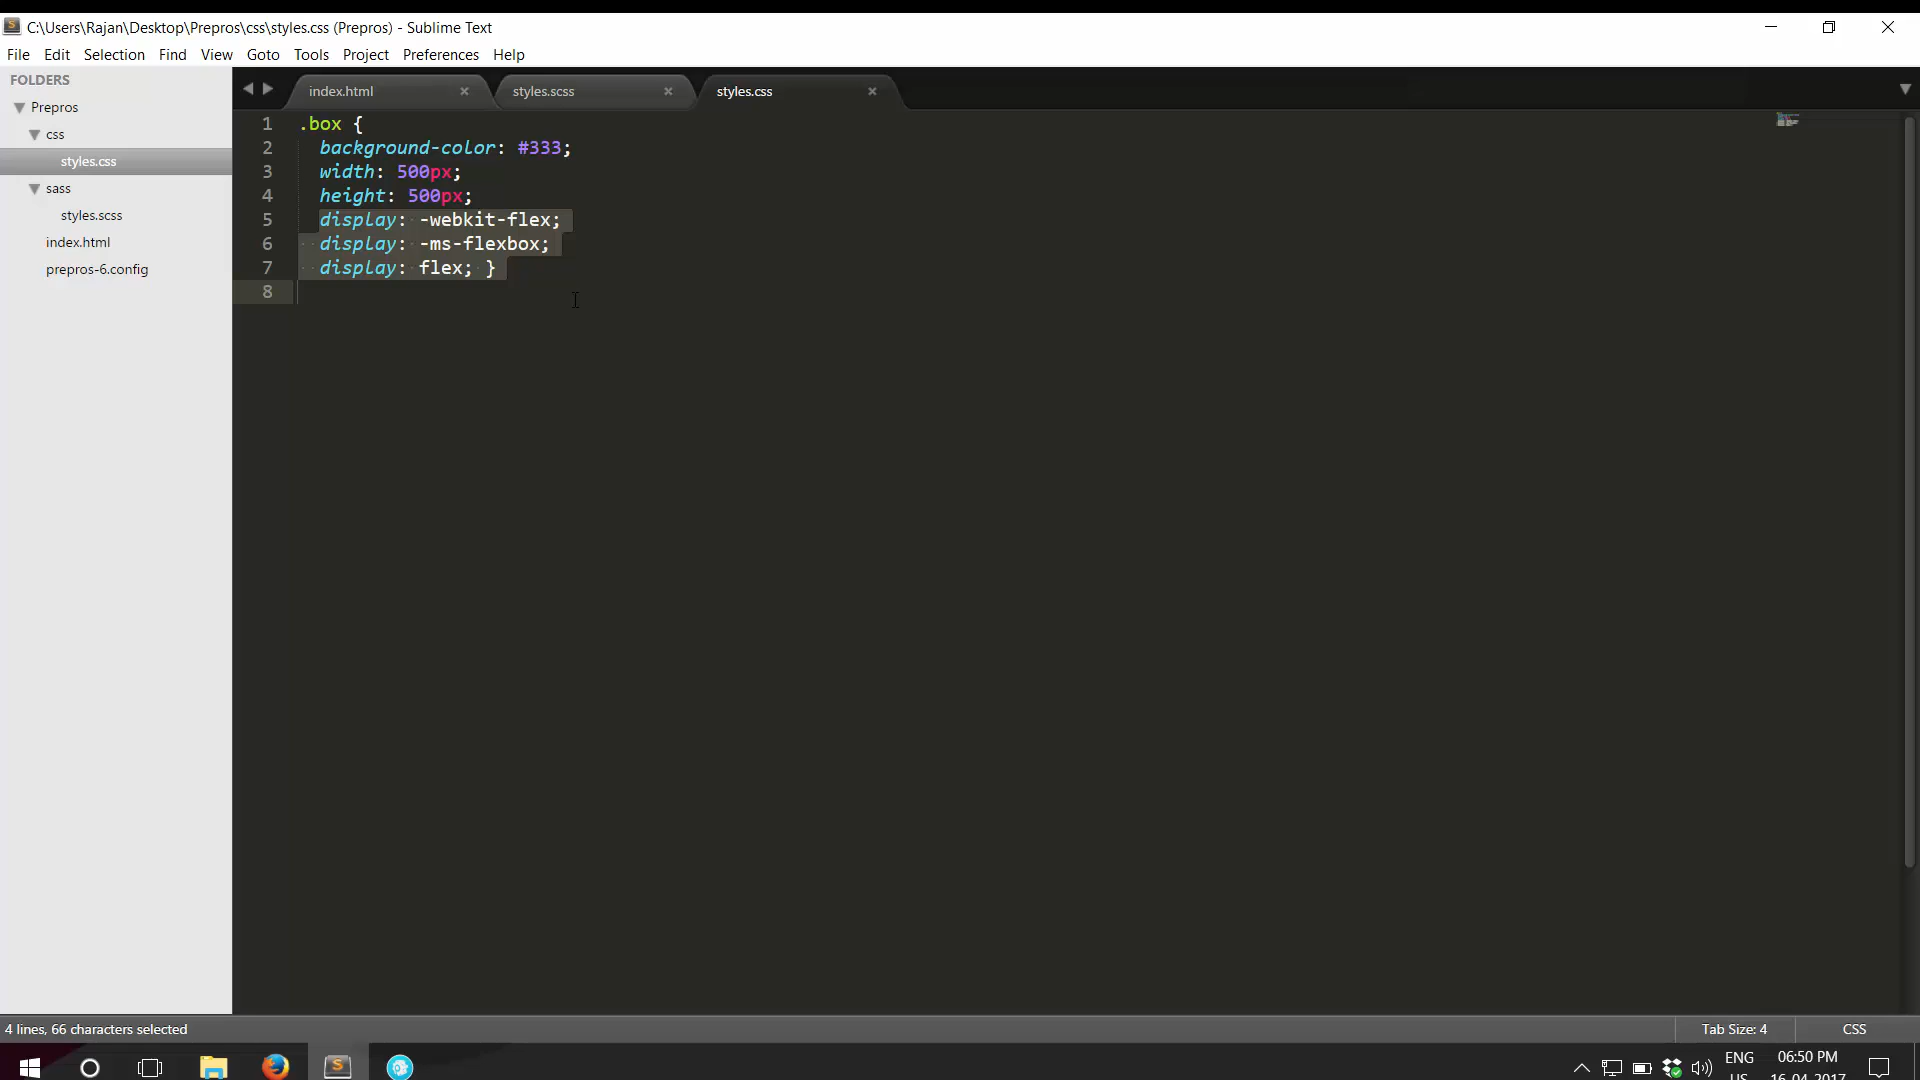 C:\Users\Rajan\Desktop\Prepros\css\styles.css (Prepros) - Sublime Text
File Edit Selection Find View Goto Tools Project Preferences Help
FOLDERS
Prepros
css
styles.css
sass
styles.scss
index.html
prepros-6.config
index.html × styles.scss × styles.css ×
1 .box {
2 background-color: #333;
3 width: 500px;
4 height: 500px;
5 display: -webkit-flex;
6 display: -ms-flexbox;
7 display: flex; }
8
4 lines, 66 characters selected
Tab Size: 4 CSS
ENG 06:50 PM
US 16-04-2017